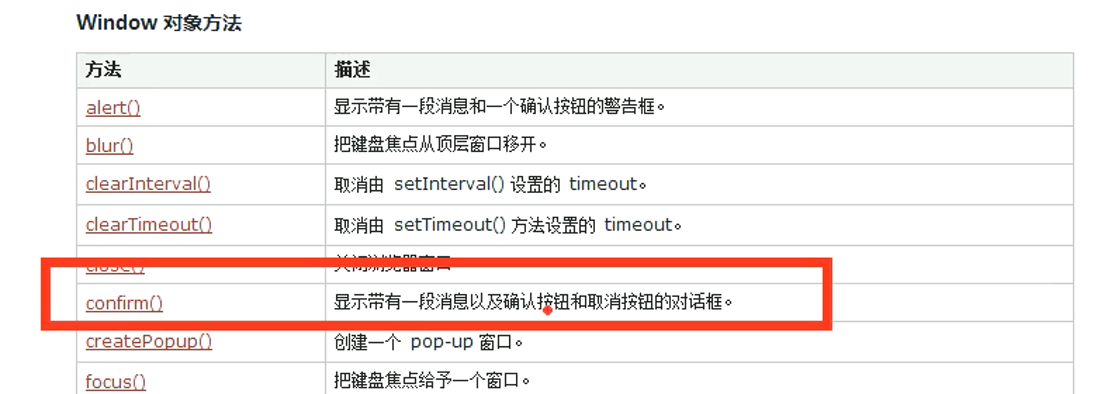 Window 对象方法
方法 描述
alert() 显示带有一段消息和一个确认按钮的警告框。
blur() 把键盘焦点从顶层窗口移开。
clearInterval() 取消由 setInterval() 设置的 timeout。
clearTimeout() 取消由 setTimeout() 方法设置的 timeout。
close() 关闭浏览器窗口
confirm() 显示带有一段消息以及确认按钮和取消按钮的对话框。
createPopup() 创建一个 pop-up 窗口。
focus() 把键盘焦点给予一个窗口。